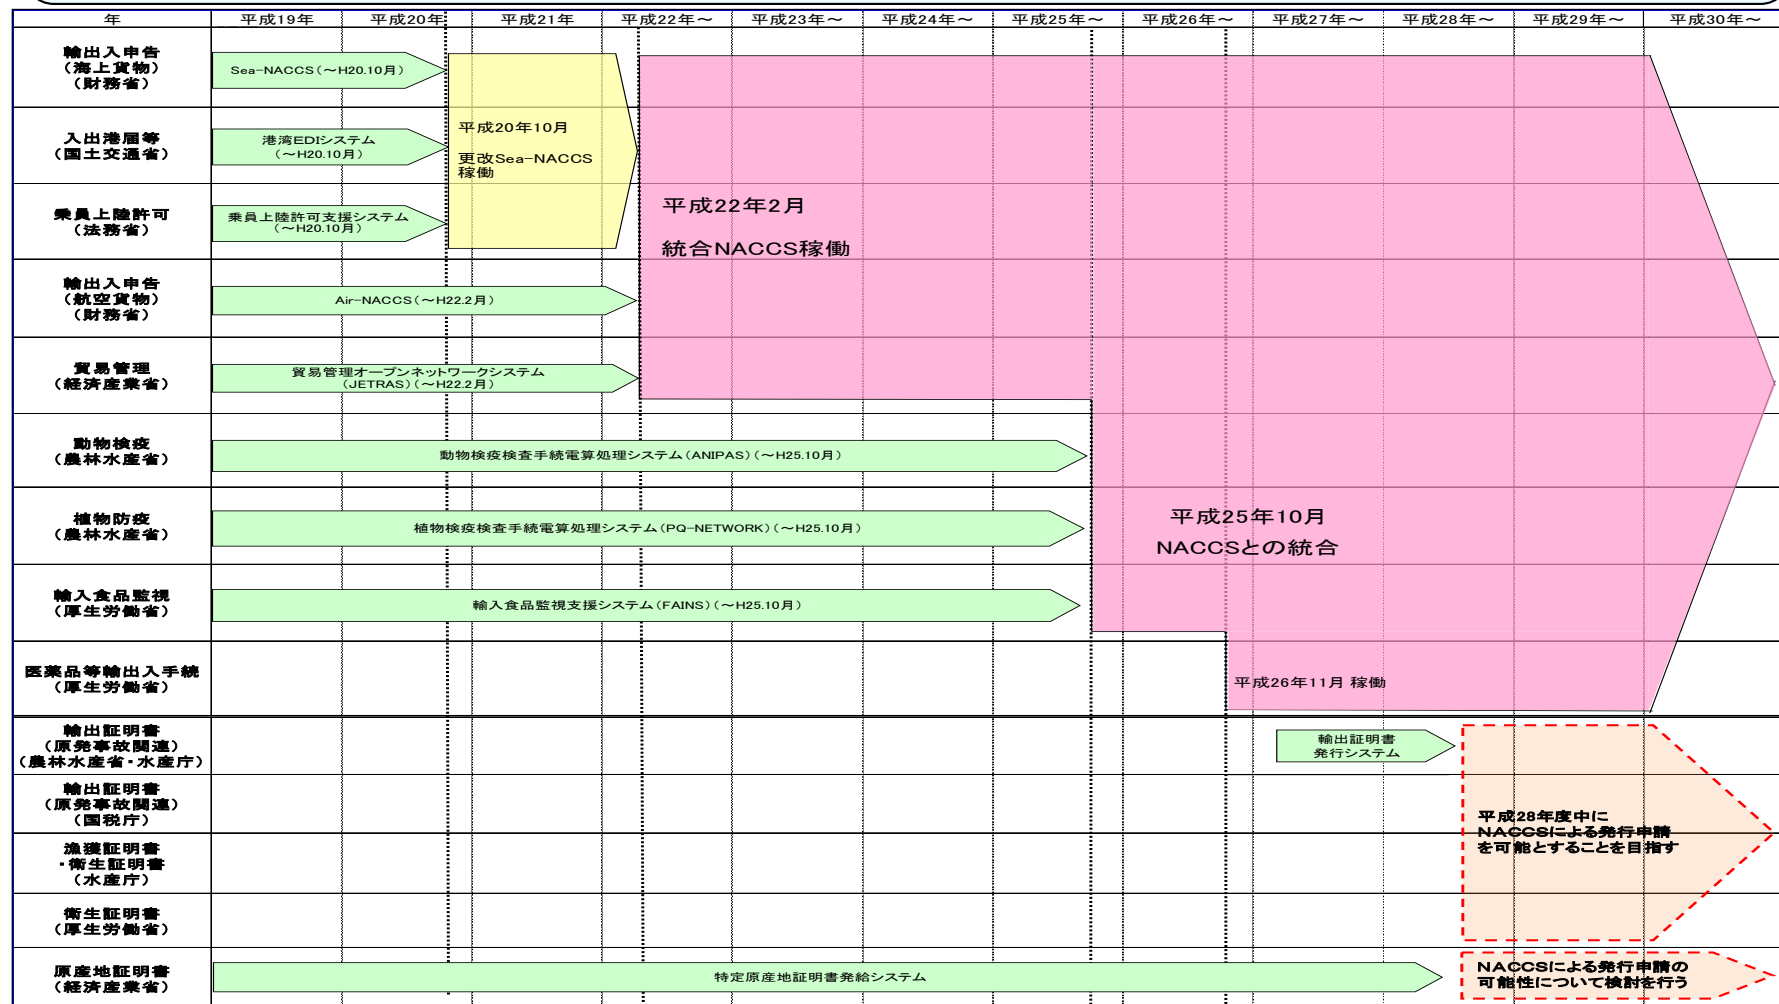 年
平成19年
平成20年
平成21年
平成22年～
平成23年～
平成24年～
平成25年～
平成26年～
平成27年～
平成28年～
平成29年～
平成30年～
輸出入申告
（海上貨物）
（財務省）
Sea-NACCS（～H20.10月）
入出港届等
（国土交通省）
港湾EDIシステム
（～H20.10月）
乗員上陸許可
（法務省）
乗員上陸許可支援システム
（～H20.10月）
平成20年10月
更改Sea-NACCS
稼働
平成22年2月
統合NACCS稼働
輸出入申告
（航空貨物）
（財務省）
Air-NACCS（～H22.2月）
貿易管理
（経済産業省）
貿易管理オープンネットワークシステム
（JETRAS）（～H22.2月）
動物検疫
（農林水産省）
動物検疫検査手続電算処理システム（ANIPAS）（～H25.10月）
植物防疫
（農林水産省）
植物検疫検査手続電算処理システム（PQ-NETWORK）（～H25.10月）
平成25年10月
NACCSとの統合
輸入食品監視
（厚生労働省）
輸入食品監視支援システム（FAINS）（～H25.10月）
医薬品等輸出入手続
（厚生労働省）
平成26年11月 稼働
輸出証明書
（原発事故関連）
（農林水産省・水産庁）
輸出証明書
発行システム
輸出証明書
（原発事故関連）
（国税庁）
平成28年度中に
NACCSによる発行申請
を可能とすることを目指す
漁獲証明書
・衛生証明書
（水産庁）
衛生証明書
（厚生労働省）
原産地証明書
（経済産業省）
特定原産地証明書発給システム
NACCSによる発行申請の
可能性について検討を行う